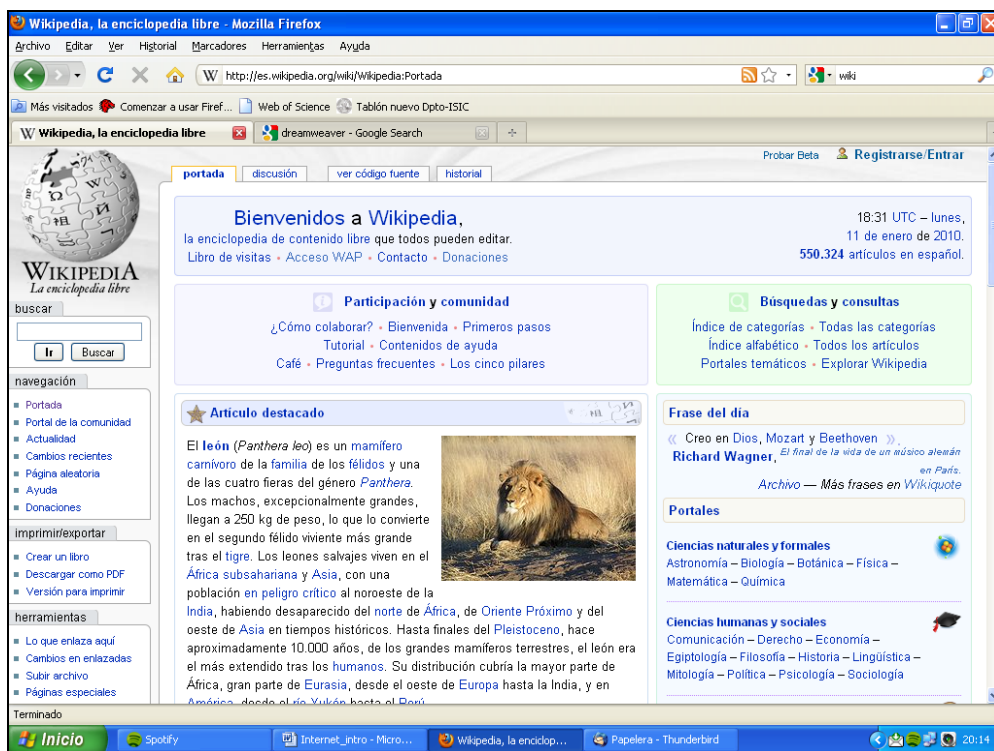 Wikipedia, la enciclopedia libre - Mozilla Firefox
Archivo Editar Ver Historial Marcadores Herramientas Ayuda
W http://es.wikipedia.org/wiki/Wikipedia:Portada wiki
Más visitados Comenzar a usar Firef... Web of Science Tablón nuevo Dpto-ISIC
W Wikipedia, la enciclopedia libre dreamweaver - Google Search
Probar Beta Registrarse/Entrar
portada discusión ver código fuente historial
WIKIPEDIA
La enciclopedia libre
buscar
Ir Buscar
navegación
Portada
Portal de la comunidad
Actualidad
Cambios recientes
Página aleatoria
Ayuda
Donaciones
imprimir/exportar
Crear un libro
Descargar como PDF
Versión para imprimir
herramientas
Lo que enlaza aquí
Cambios en enlazadas
Subir archivo
Páginas especiales
Bienvenidos a Wikipedia,
la enciclopedia de contenido libre que todos pueden editar.
Libro de visitas • Acceso WAP • Contacto • Donaciones
18:31 UTC – lunes,
11 de enero de 2010.
550.324 artículos en español.
Participación y comunidad
¿Cómo colaborar? • Bienvenida • Primeros pasos
Tutorial • Contenidos de ayuda
Café • Preguntas frecuentes • Los cinco pilares
Búsquedas y consultas
Índice de categorías • Todas las categorías
Índice alfabético • Todos los artículos
Portales temáticos • Explorar Wikipedia
Artículo destacado
El león (Panthera leo) es un mamífero
carnívoro de la familia de los félidos y una
de las cuatro fieras del género Panthera.
Los machos, excepcionalmente grandes,
llegan a 250 kg de peso, lo que lo convierte
en el segundo félido viviente más grande
tras el tigre. Los leones salvajes viven en el
África subsahariana y Asia, con una
población en peligro crítico al noroeste de la
India, habiendo desaparecido del norte de África, de Oriente Próximo y del
oeste de Asia en tiempos históricos. Hasta finales del Pleistoceno, hace
aproximadamente 10.000 años, de los grandes mamíferos terrestres, el león era
el más extendido tras los humanos. Su distribución cubría la mayor parte de
África, gran parte de Eurasia, desde el oeste de Europa hasta la India, y en
América, desde el río Yukón hasta el Perú.
Frase del día
« Creo en Dios, Mozart y Beethoven ».
Richard Wagner, El final de la vida de un músico alemán
en París.
Archivo — Más frases en Wikiquote
Portales
Ciencias naturales y formales
Astronomía – Biología – Botánica – Física –
Matemática – Química
Ciencias humanas y sociales
Comunicación – Derecho – Economía –
Egiptología – Filosofía – Historia – Lingüística –
Mitología – Política – Psicología – Sociología
Terminado
Inicio Spotify Internet_intro - Micro... Wikipedia, la enciclop... Papelera - Thunderbird 20:14